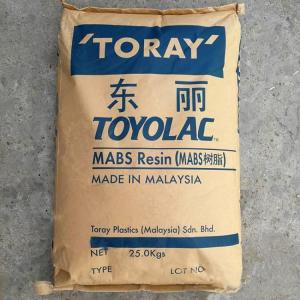 'TORAY'
东丽
TOYOLAC™
MABS Resin (MABS树脂)
MADE IN MALAYSIA
Toray Plastics (Malaysia) Sdn. Bhd.
NET 25.0Kgs
TYPE LOT NO